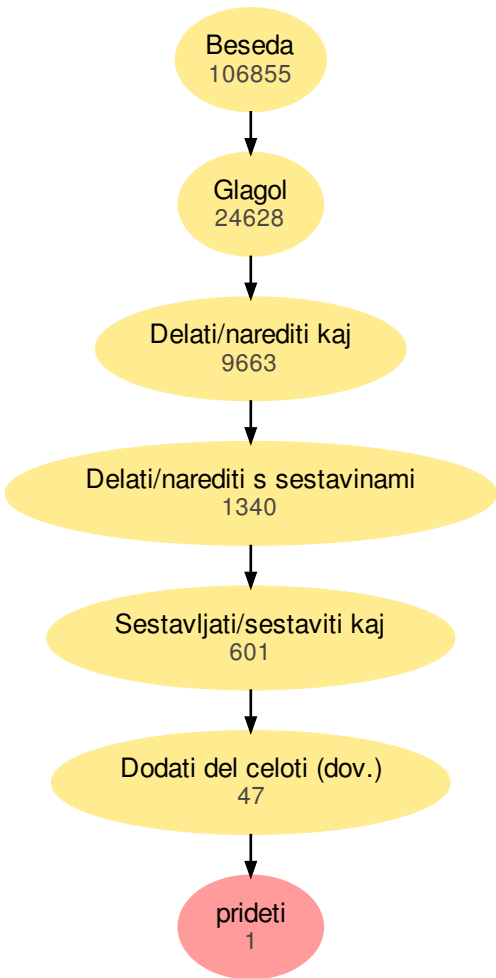 Beseda
106855
Glagol
24628
Delati/narediti kaj
9663
Delati/narediti s sestavinami
1340
Sestavljati/sestaviti kaj
601
Dodati del celoti (dov.)
47
prideti
1